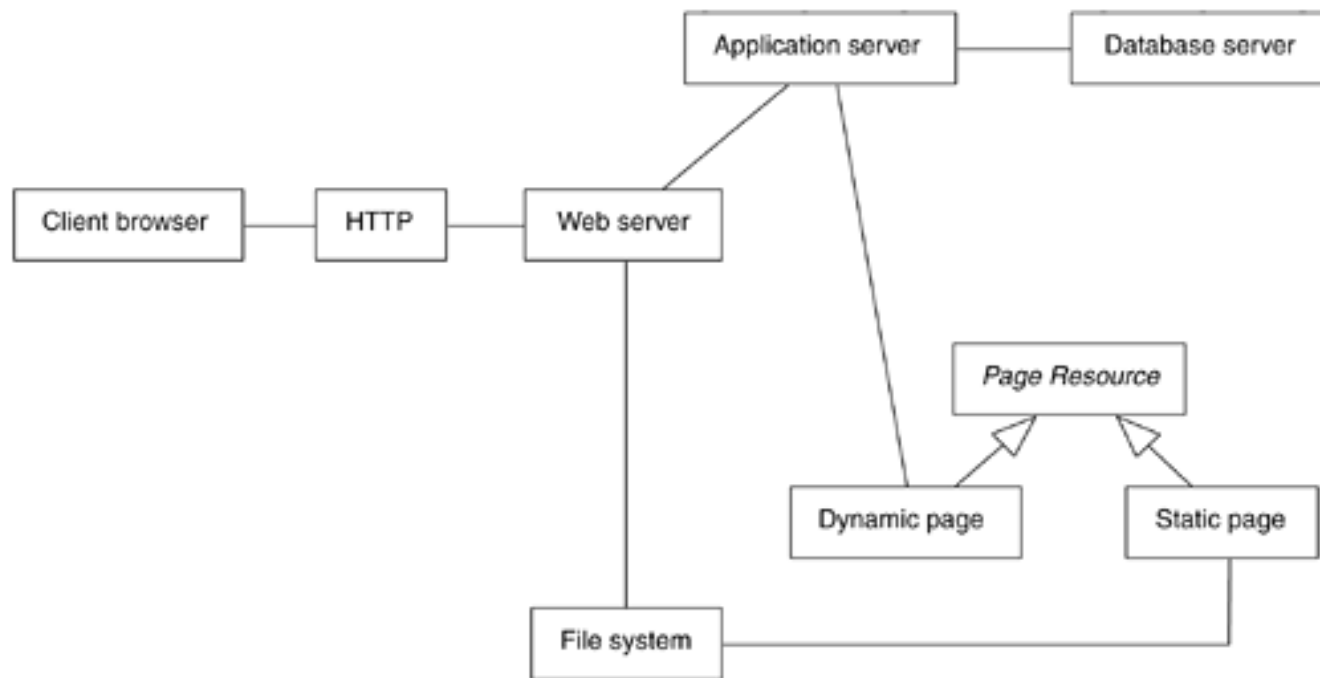 Application server
Database server
Client browser
HTTP
Web server
Page Resource
Dynamic page
Static page
File system